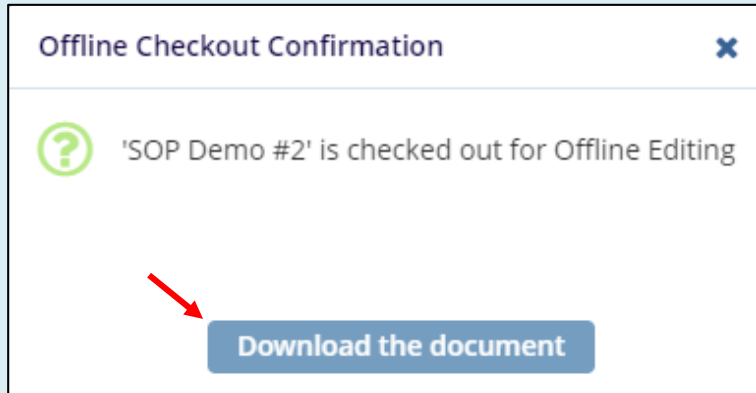 Offline Checkout Confirmation
'SOP Demo #2' is checked out for Offline Editing
Download the document